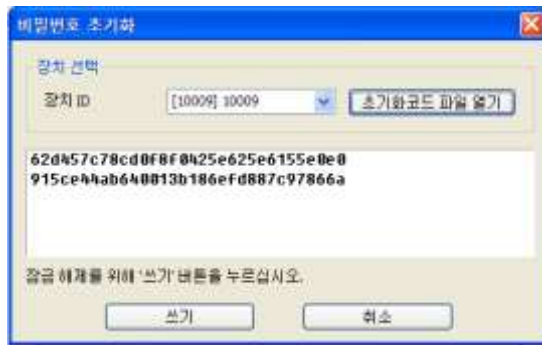 비밀번호 초기화
장치 선택
장치 ID
[10009] 10009
초기화코드 파일 열기
62d457c78cd0f8f0425e625e6155e0e0
915ce44ab640013b186efd887c97866a
잠금 해제를 위해 '쓰기' 버튼을 누르십시오.
쓰기
취소